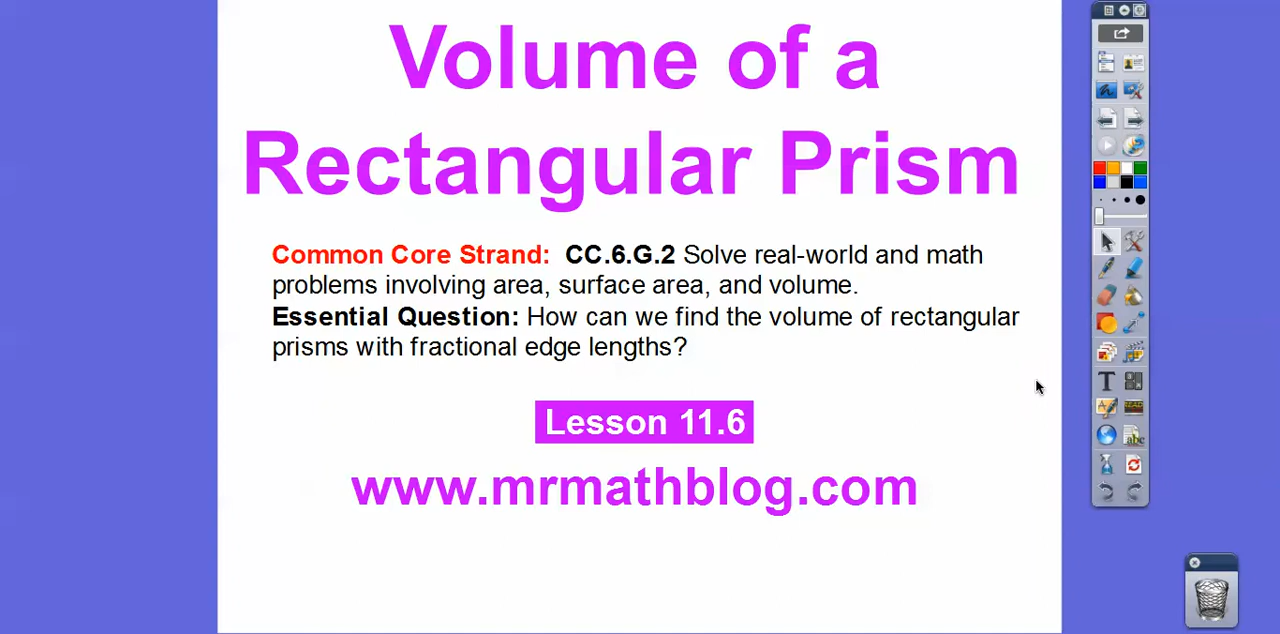 Volume of a
Rectangular Prism
Common Core Strand: CC.6.G.2 Solve real-world and math
problems involving area, surface area, and volume.
Essential Question: How can we find the volume of rectangular
prisms with fractional edge lengths?
Lesson 11.6
www.mrmathblog.com